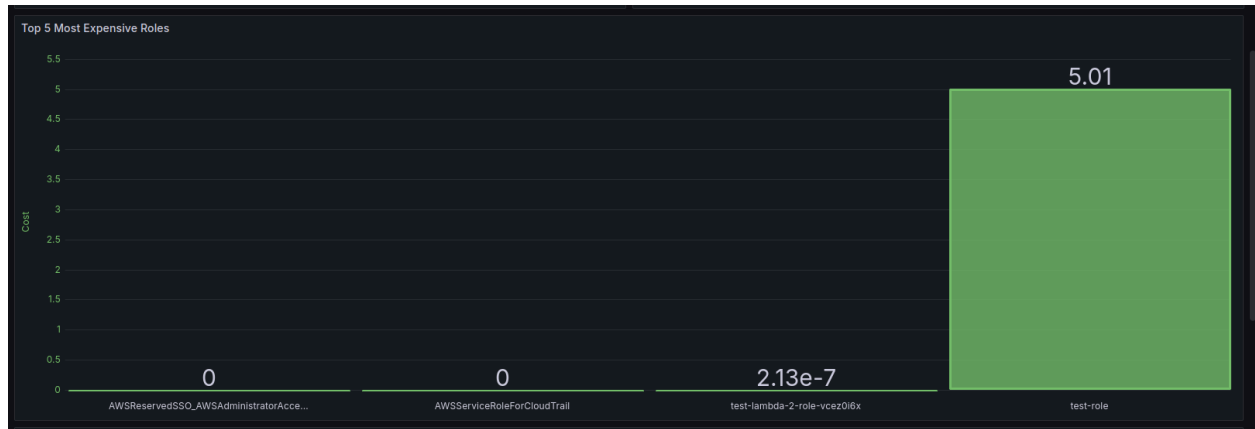 Top 5 Most Expensive Roles
5.5
5
4.5
4
3.5
3
2.5
2
1.5
1
0.5
0
Cost
0
0
2.13e-7
5.01
AWSReservedSSO_AWSAdministratorAcce...
AWSServiceRoleForCloudTrail
test-lambda-2-role-vcez0i6x
test-role